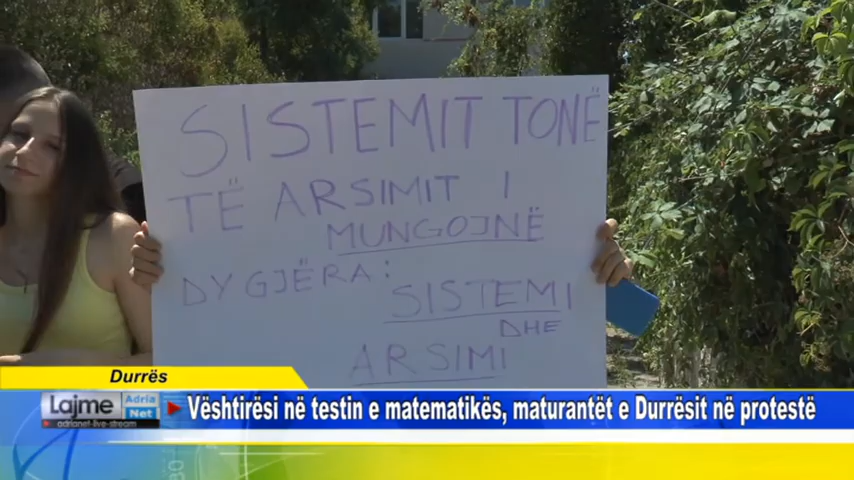 SISTEMIT TONË
TË ARSIMIT I
MUNGOJNË
DY GJËRA:
SISTEMI
DHE
ARSIMI
Durrës
Lajme Adria Net
adrianet-live-stream
Vështirësi në testin e matematikës, maturantët e Durrësit në protestë